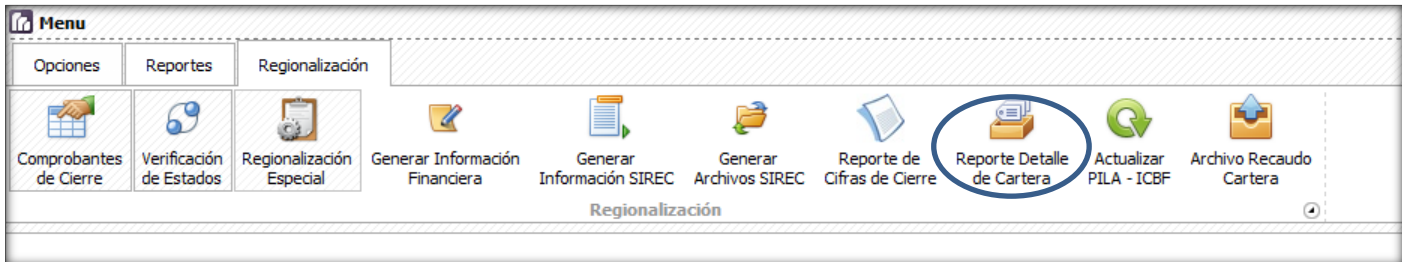 Menu
Opciones Reportes Regionalización
Comprobantes Verificación Regionalización Generar Información Generar Generar Reporte de Reporte Detalle Actualizar Archivo Recaudo
de Cierre de Estados Especial Financiera Información SIREC Archivos SIREC Cifras de Cierre de Cartera PILA - ICBF Cartera
Regionalización